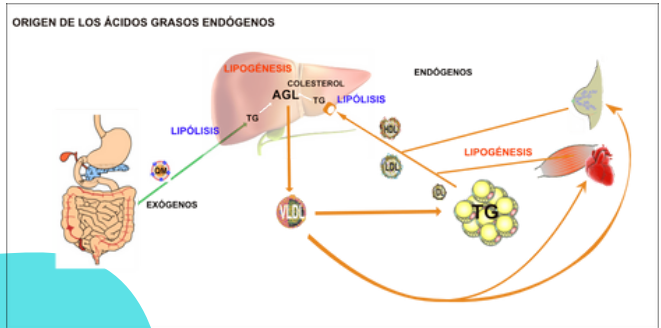 ORIGEN DE LOS ÁCIDOS GRASOS ENDÓGENOS
LIPOGÉNESIS
COLESTEROL
AGL
TG
TG
LIPÓLISIS
LIPÓLISIS
ENDÓGENOS
HDL
LIPOGÉNESIS
QM
LDL
IDL
EXÓGENOS
VLDL
TG